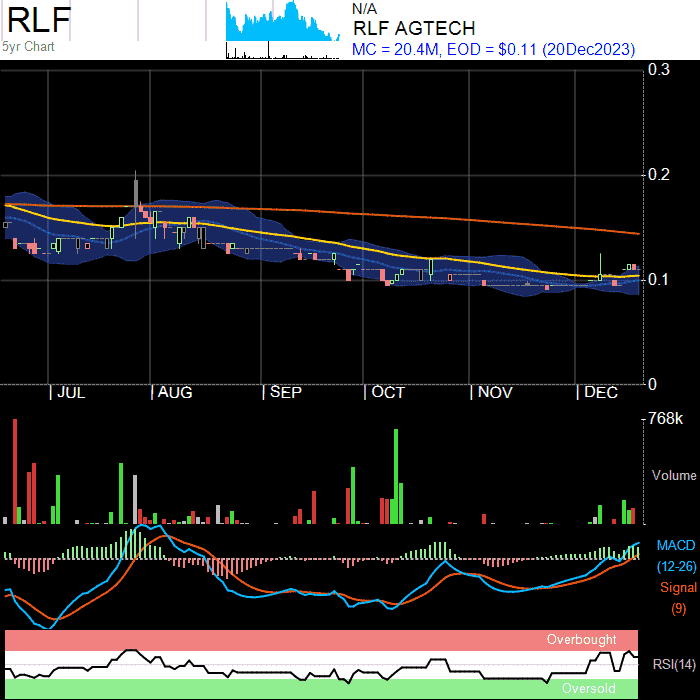 RLF
5yr Chart
N/A
RLF AGTECH
MC = 20.4M, EOD = $0.11 (20Dec2023)
0.3
0.2
0.1
0
JUL
AUG
SEP
OCT
NOV
DEC
768k
Volume
MACD
(12-26)
Signal
(9)
Overbought
RSI(14)
Oversold